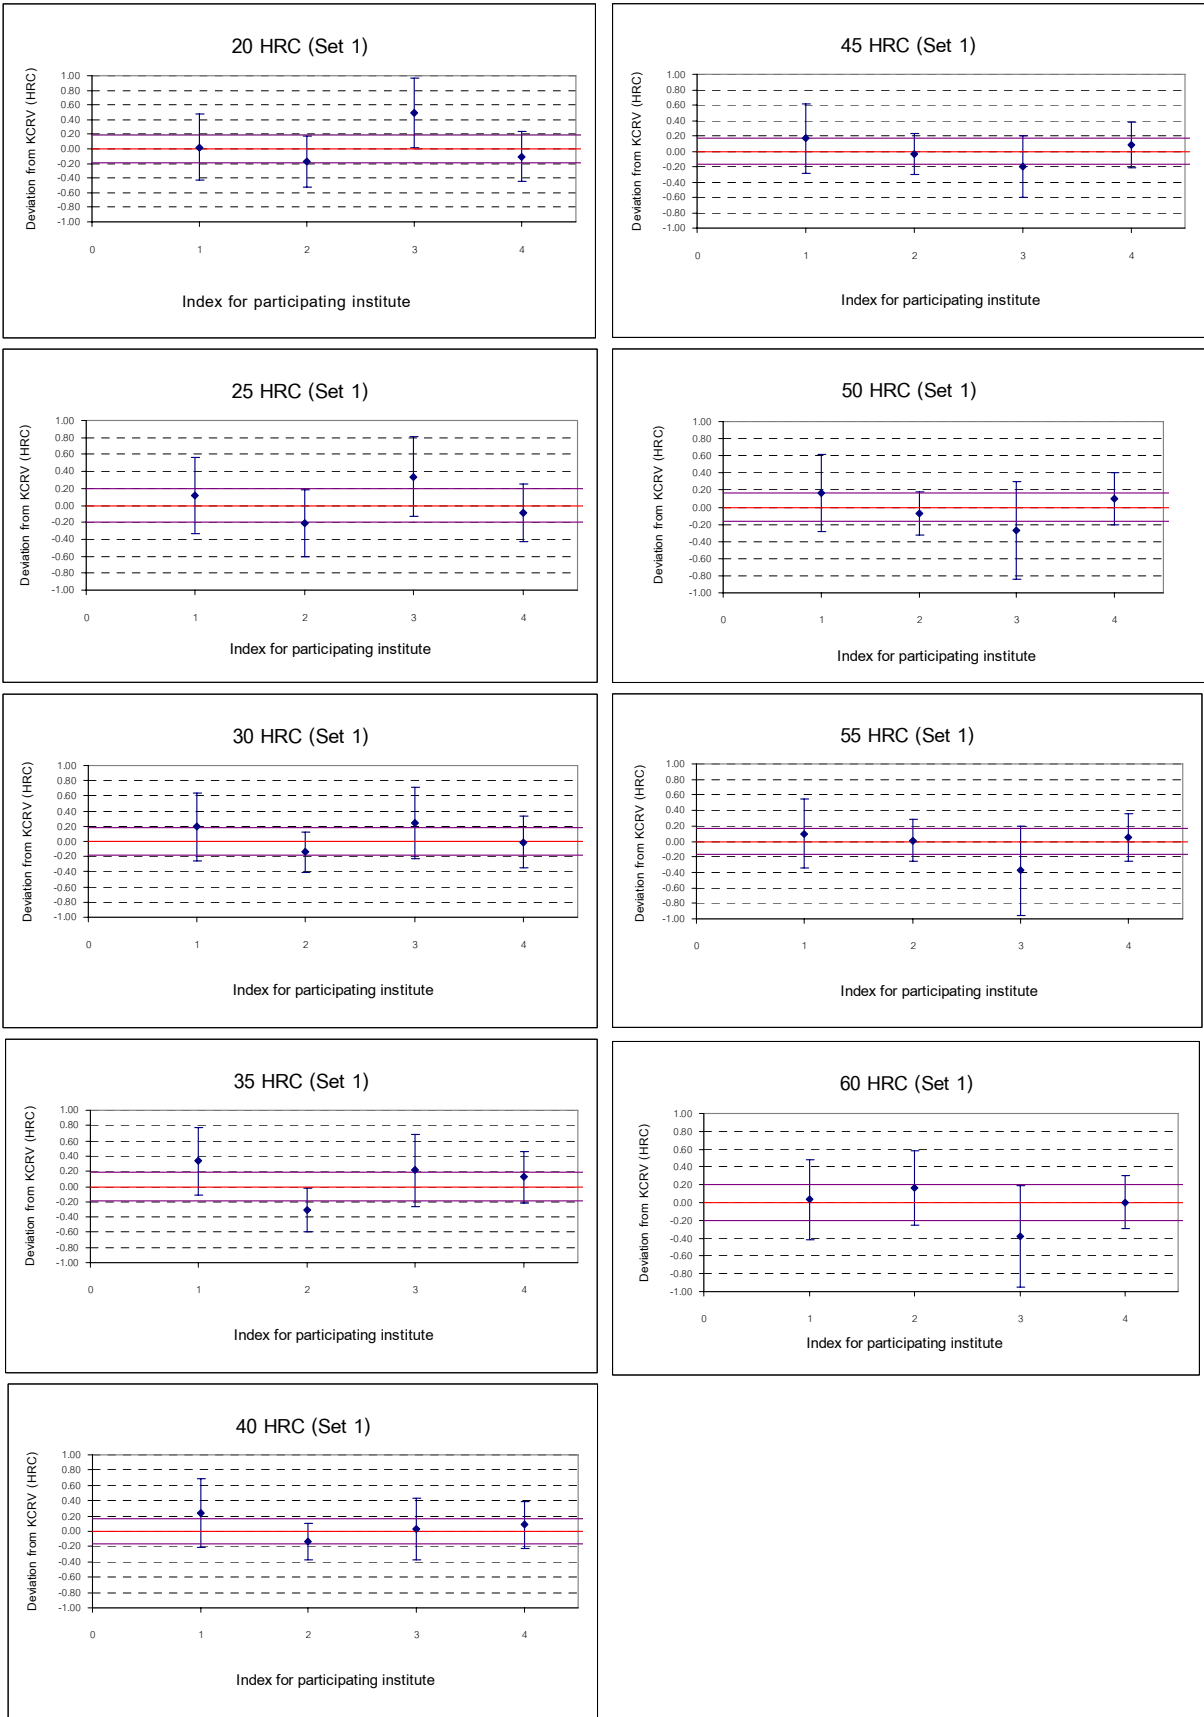 20 HRC (Set 1)
Deviation from KCRV (HRC)
1.00
0.80
0.60
0.40
0.20
0.00
-0.20
-0.40
-0.60
-0.80
-1.00
0 1 2 3 4
Index for participating institute
45 HRC (Set 1)
Deviation from KCRV (HRC)
1.00
0.80
0.60
0.40
0.20
0.00
-0.20
-0.40
-0.60
-0.80
-1.00
0 1 2 3 4
Index for participating institute
25 HRC (Set 1)
Deviation from KCRV (HRC)
1.00
0.80
0.60
0.40
0.20
0.00
-0.20
-0.40
-0.60
-0.80
-1.00
0 1 2 3 4
Index for participating institute
50 HRC (Set 1)
Deviation from KCRV (HRC)
1.00
0.80
0.60
0.40
0.20
0.00
-0.20
-0.40
-0.60
-0.80
-1.00
0 1 2 3 4
Index for participating institute
30 HRC (Set 1)
Deviation from KCRV (HRC)
1.00
0.80
0.60
0.40
0.20
0.00
-0.20
-0.40
-0.60
-0.80
-1.00
0 1 2 3 4
Index for participating institute
55 HRC (Set 1)
Deviation from KCRV (HRC)
1.00
0.80
0.60
0.40
0.20
0.00
-0.20
-0.40
-0.60
-0.80
-1.00
0 1 2 3 4
Index for participating institute
35 HRC (Set 1)
Deviation from KCRV (HRC)
1.00
0.80
0.60
0.40
0.20
0.00
-0.20
-0.40
-0.60
-0.80
-1.00
0 1 2 3 4
Index for participating institute
60 HRC (Set 1)
Deviation from KCRV (HRC)
1.00
0.80
0.60
0.40
0.20
0.00
-0.20
-0.40
-0.60
-0.80
-1.00
0 1 2 3 4
Index for participating institute
40 HRC (Set 1)
Deviation from KCRV (HRC)
1.00
0.80
0.60
0.40
0.20
0.00
-0.20
-0.40
-0.60
-0.80
-1.00
0 1 2 3 4
Index for participating institute